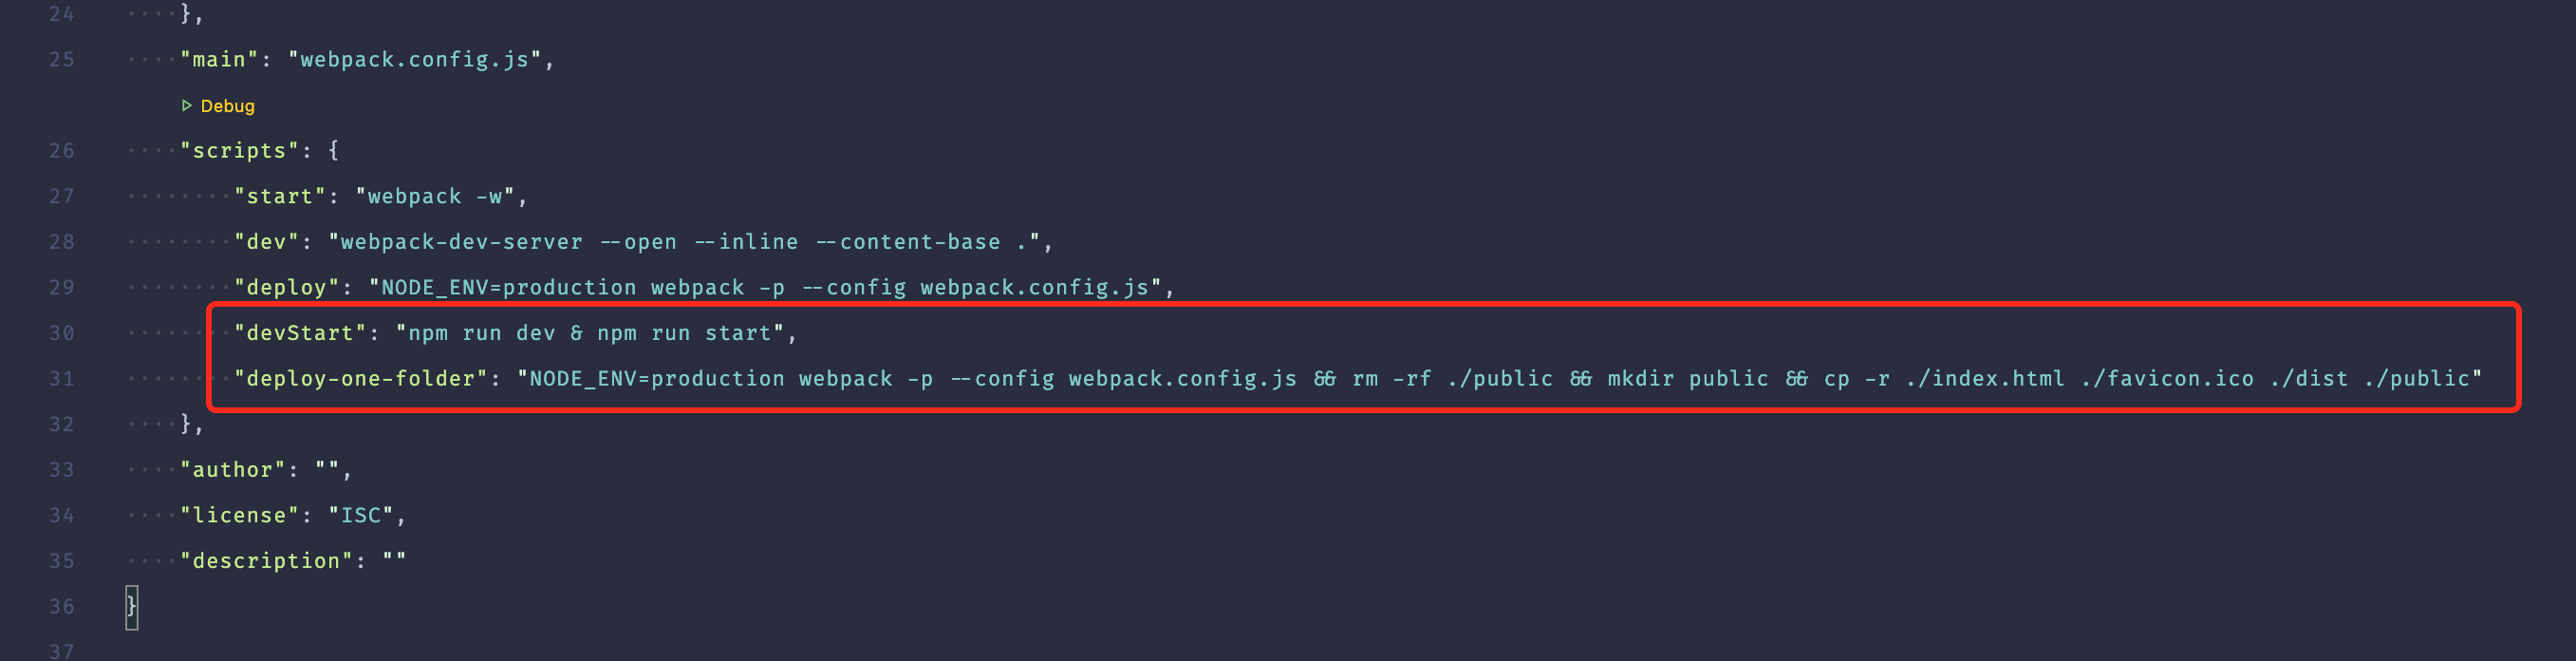 24 },
25 "main": "webpack.config.js",
Debug
26 "scripts": {
27 "start": "webpack -w",
28 "dev": "webpack-dev-server --open --inline --content-base .",
29 "deploy": "NODE_ENV=production webpack -p --config webpack.config.js",
30 "devStart": "npm run dev & npm run start",
31 "deploy-one-folder": "NODE_ENV=production webpack -p --config webpack.config.js && rm -rf ./public && mkdir public && cp -r ./index.html ./favicon.ico ./dist ./public"
32 },
33 "author": "",
34 "license": "ISC",
35 "description": ""
36 }
37